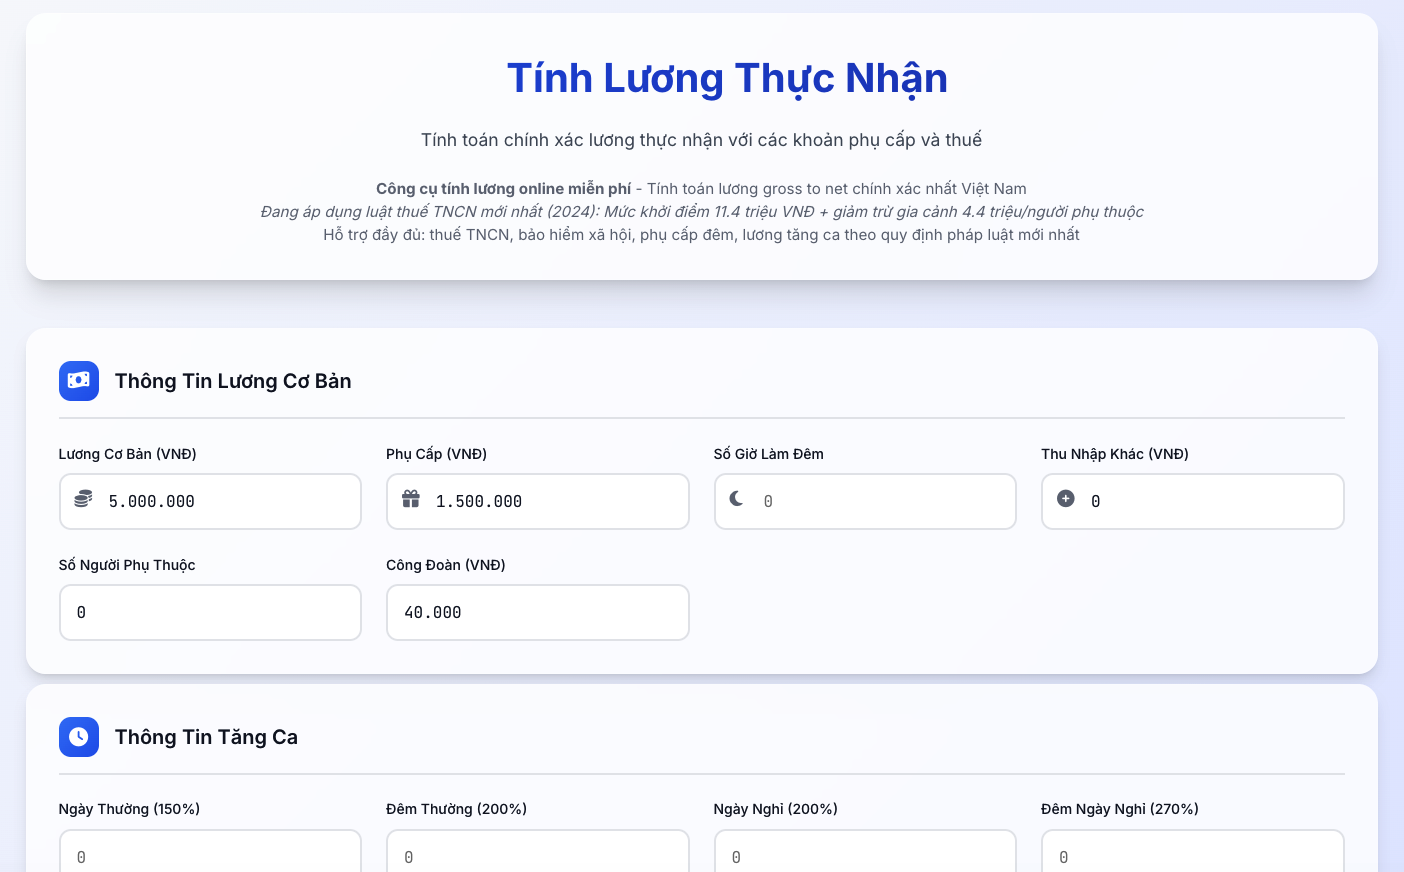 Tính Lương Thực Nhận
Tính toán chính xác lương thực nhận với các khoản phụ cấp và thuế
Công cụ tính lương online miễn phí - Tính toán lương gross to net chính xác nhất Việt Nam
Đang áp dụng luật thuế TNCN mới nhất (2024): Mức khởi điểm 11.4 triệu VNĐ + giảm trừ gia cảnh 4.4 triệu/người phụ thuộc
Hỗ trợ đầy đủ: thuế TNCN, bảo hiểm xã hội, phụ cấp đêm, lương tăng ca theo quy định pháp luật mới nhất
Thông Tin Lương Cơ Bản
Lương Cơ Bản (VNĐ)
5.000.000
Phụ Cấp (VNĐ)
1.500.000
Số Giờ Làm Đêm
0
Thu Nhập Khác (VNĐ)
0
Số Người Phụ Thuộc
0
Công Đoàn (VNĐ)
40.000
Thông Tin Tăng Ca
Ngày Thường (150%)
0
Đêm Thường (200%)
0
Ngày Nghỉ (200%)
0
Đêm Ngày Nghỉ (270%)
0